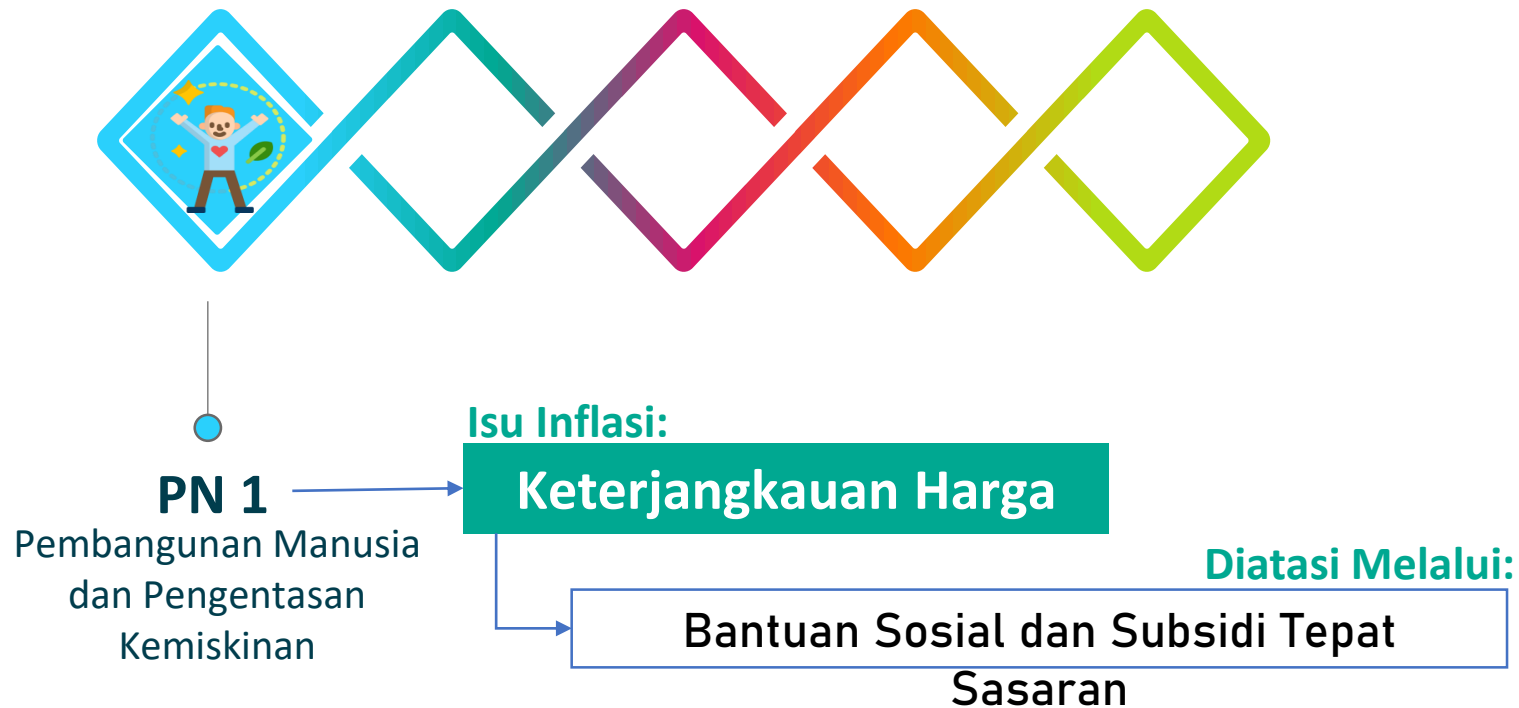 Isu Inflasi:
PN 1
Keterjangkauan Harga
Pembangunan Manusia
dan Pengentasan
Kemiskinan
Diatasi Melalui:
Bantuan Sosial dan Subsidi Tepat
Sasaran